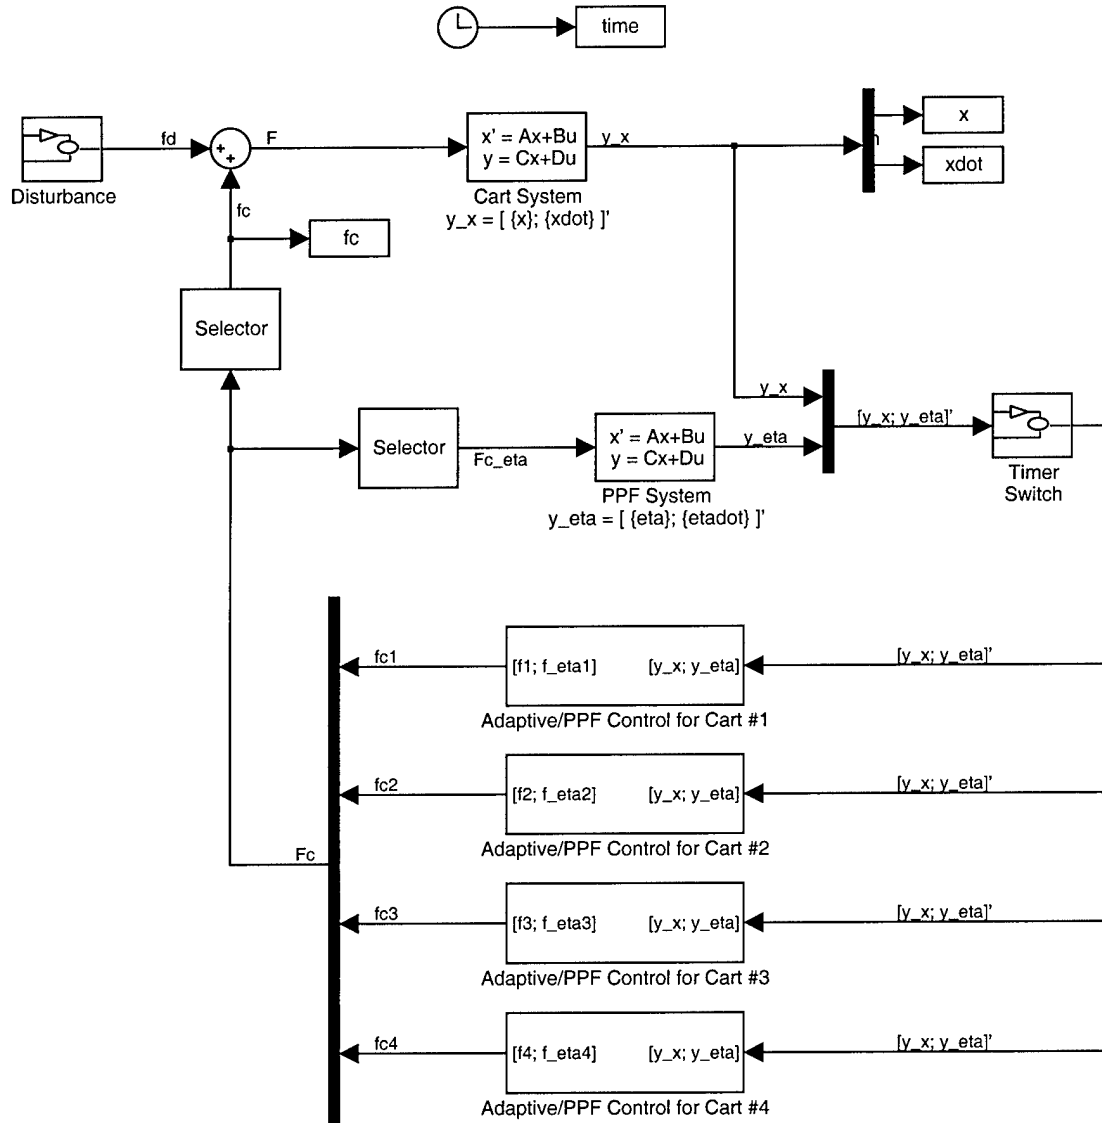 time
x' = Ax+Bu
y = Cx+Du
y_x
x
xdot
fd
F
Disturbance
Cart System
y_x = [ {x}; {xdot} ]'
fc
fc
Selector
y_x
[y_x; y_eta]'
Selector
Fc_eta
x' = Ax+Bu
y = Cx+Du
y_eta
PPF System
y_eta = [ {eta}; {etadot} ]'
Timer
Switch
fc1
[f1; f_eta1]
[y_x; y_eta]
[y_x; y_eta]'
Adaptive/PPF Control for Cart #1
fc2
[f2; f_eta2]
[y_x; y_eta]
[y_x; y_eta]'
Adaptive/PPF Control for Cart #2
Fc
fc3
[f3; f_eta3]
[y_x; y_eta]
[y_x; y_eta]'
Adaptive/PPF Control for Cart #3
fc4
[f4; f_eta4]
[y_x; y_eta]
[y_x; y_eta]'
Adaptive/PPF Control for Cart #4